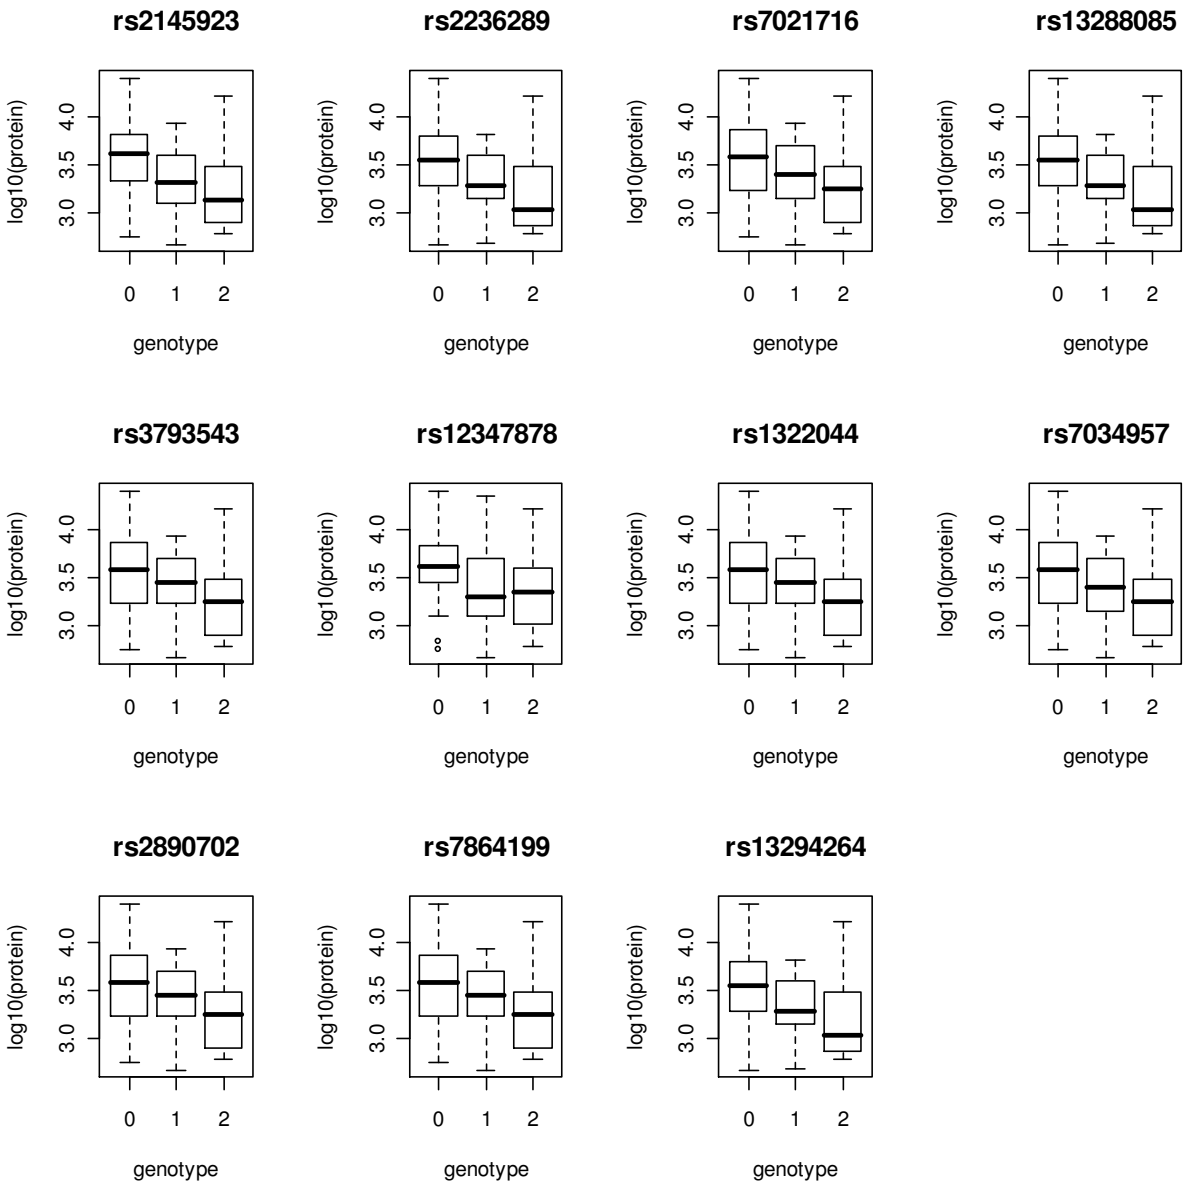 rs2145923 rs2236289 rs7021716 rs13288085
log10(protein) log10(protein) log10(protein) log10(protein)
4.0 4.0 4.0 4.0
3.5 3.5 3.5 3.5
3.0 3.0 3.0 3.0
0 1 2 0 1 2 0 1 2 0 1 2
genotype genotype genotype genotype
rs3793543 rs12347878 rs1322044 rs7034957
log10(protein) log10(protein) log10(protein) log10(protein)
4.0 4.0 4.0 4.0
3.5 3.5 3.5 3.5
3.0 3.0 3.0 3.0
0 1 2 0 1 2 0 1 2 0 1 2
genotype genotype genotype genotype
rs2890702 rs7864199 rs13294264
log10(protein) log10(protein) log10(protein)
4.0 4.0 4.0
3.5 3.5 3.5
3.0 3.0 3.0
0 1 2 0 1 2 0 1 2
genotype genotype genotype